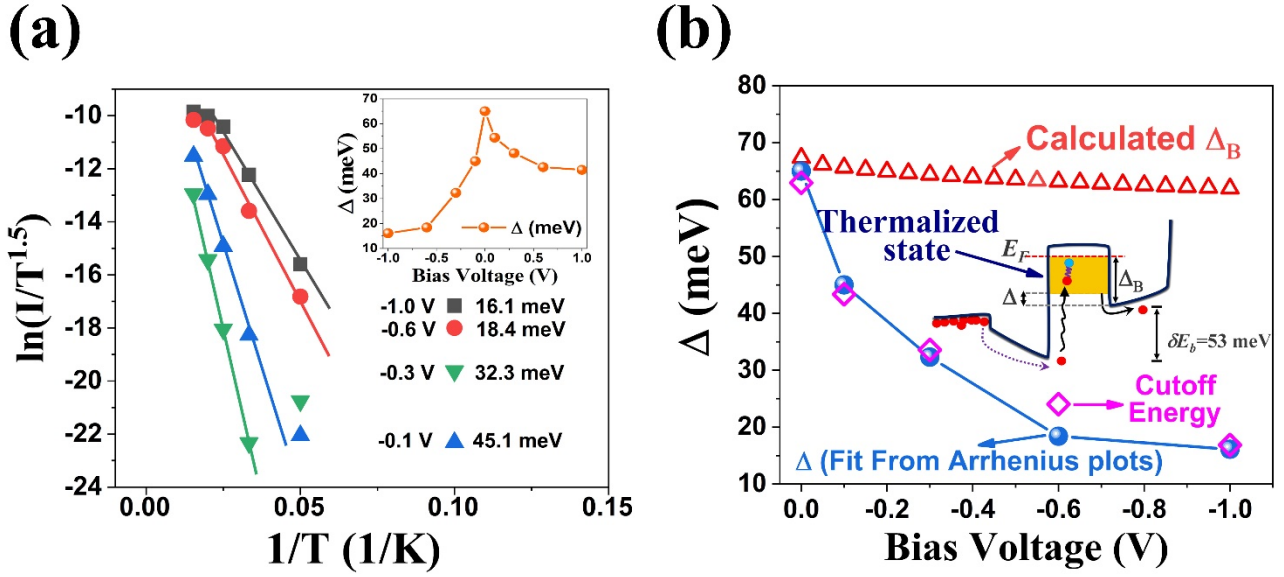 (a)
ln(I/T^1.5)
-10
-12
-14
-16
-18
-20
-22
-24
0.00
0.05
0.10
0.15
1/T (1/K)
Δ (meV)
70
60
50
40
30
20
10
-1.0
-0.5
0.0
0.5
1.0
Bias Voltage (V)
Δ (meV)
-1.0 V 16.1 meV
-0.6 V 18.4 meV
-0.3 V 32.3 meV
-0.1 V 45.1 meV
(b)
Δ (meV)
80
70
60
50
40
30
20
10
0.0
-0.2
-0.4
-0.6
-0.8
-1.0
Bias Voltage (V)
Calculated Δ_B
Thermalized
state
E_F
Δ
Δ_B
δE_b=53 meV
Cutoff
Energy
Δ (Fit From Arrhenius plots)